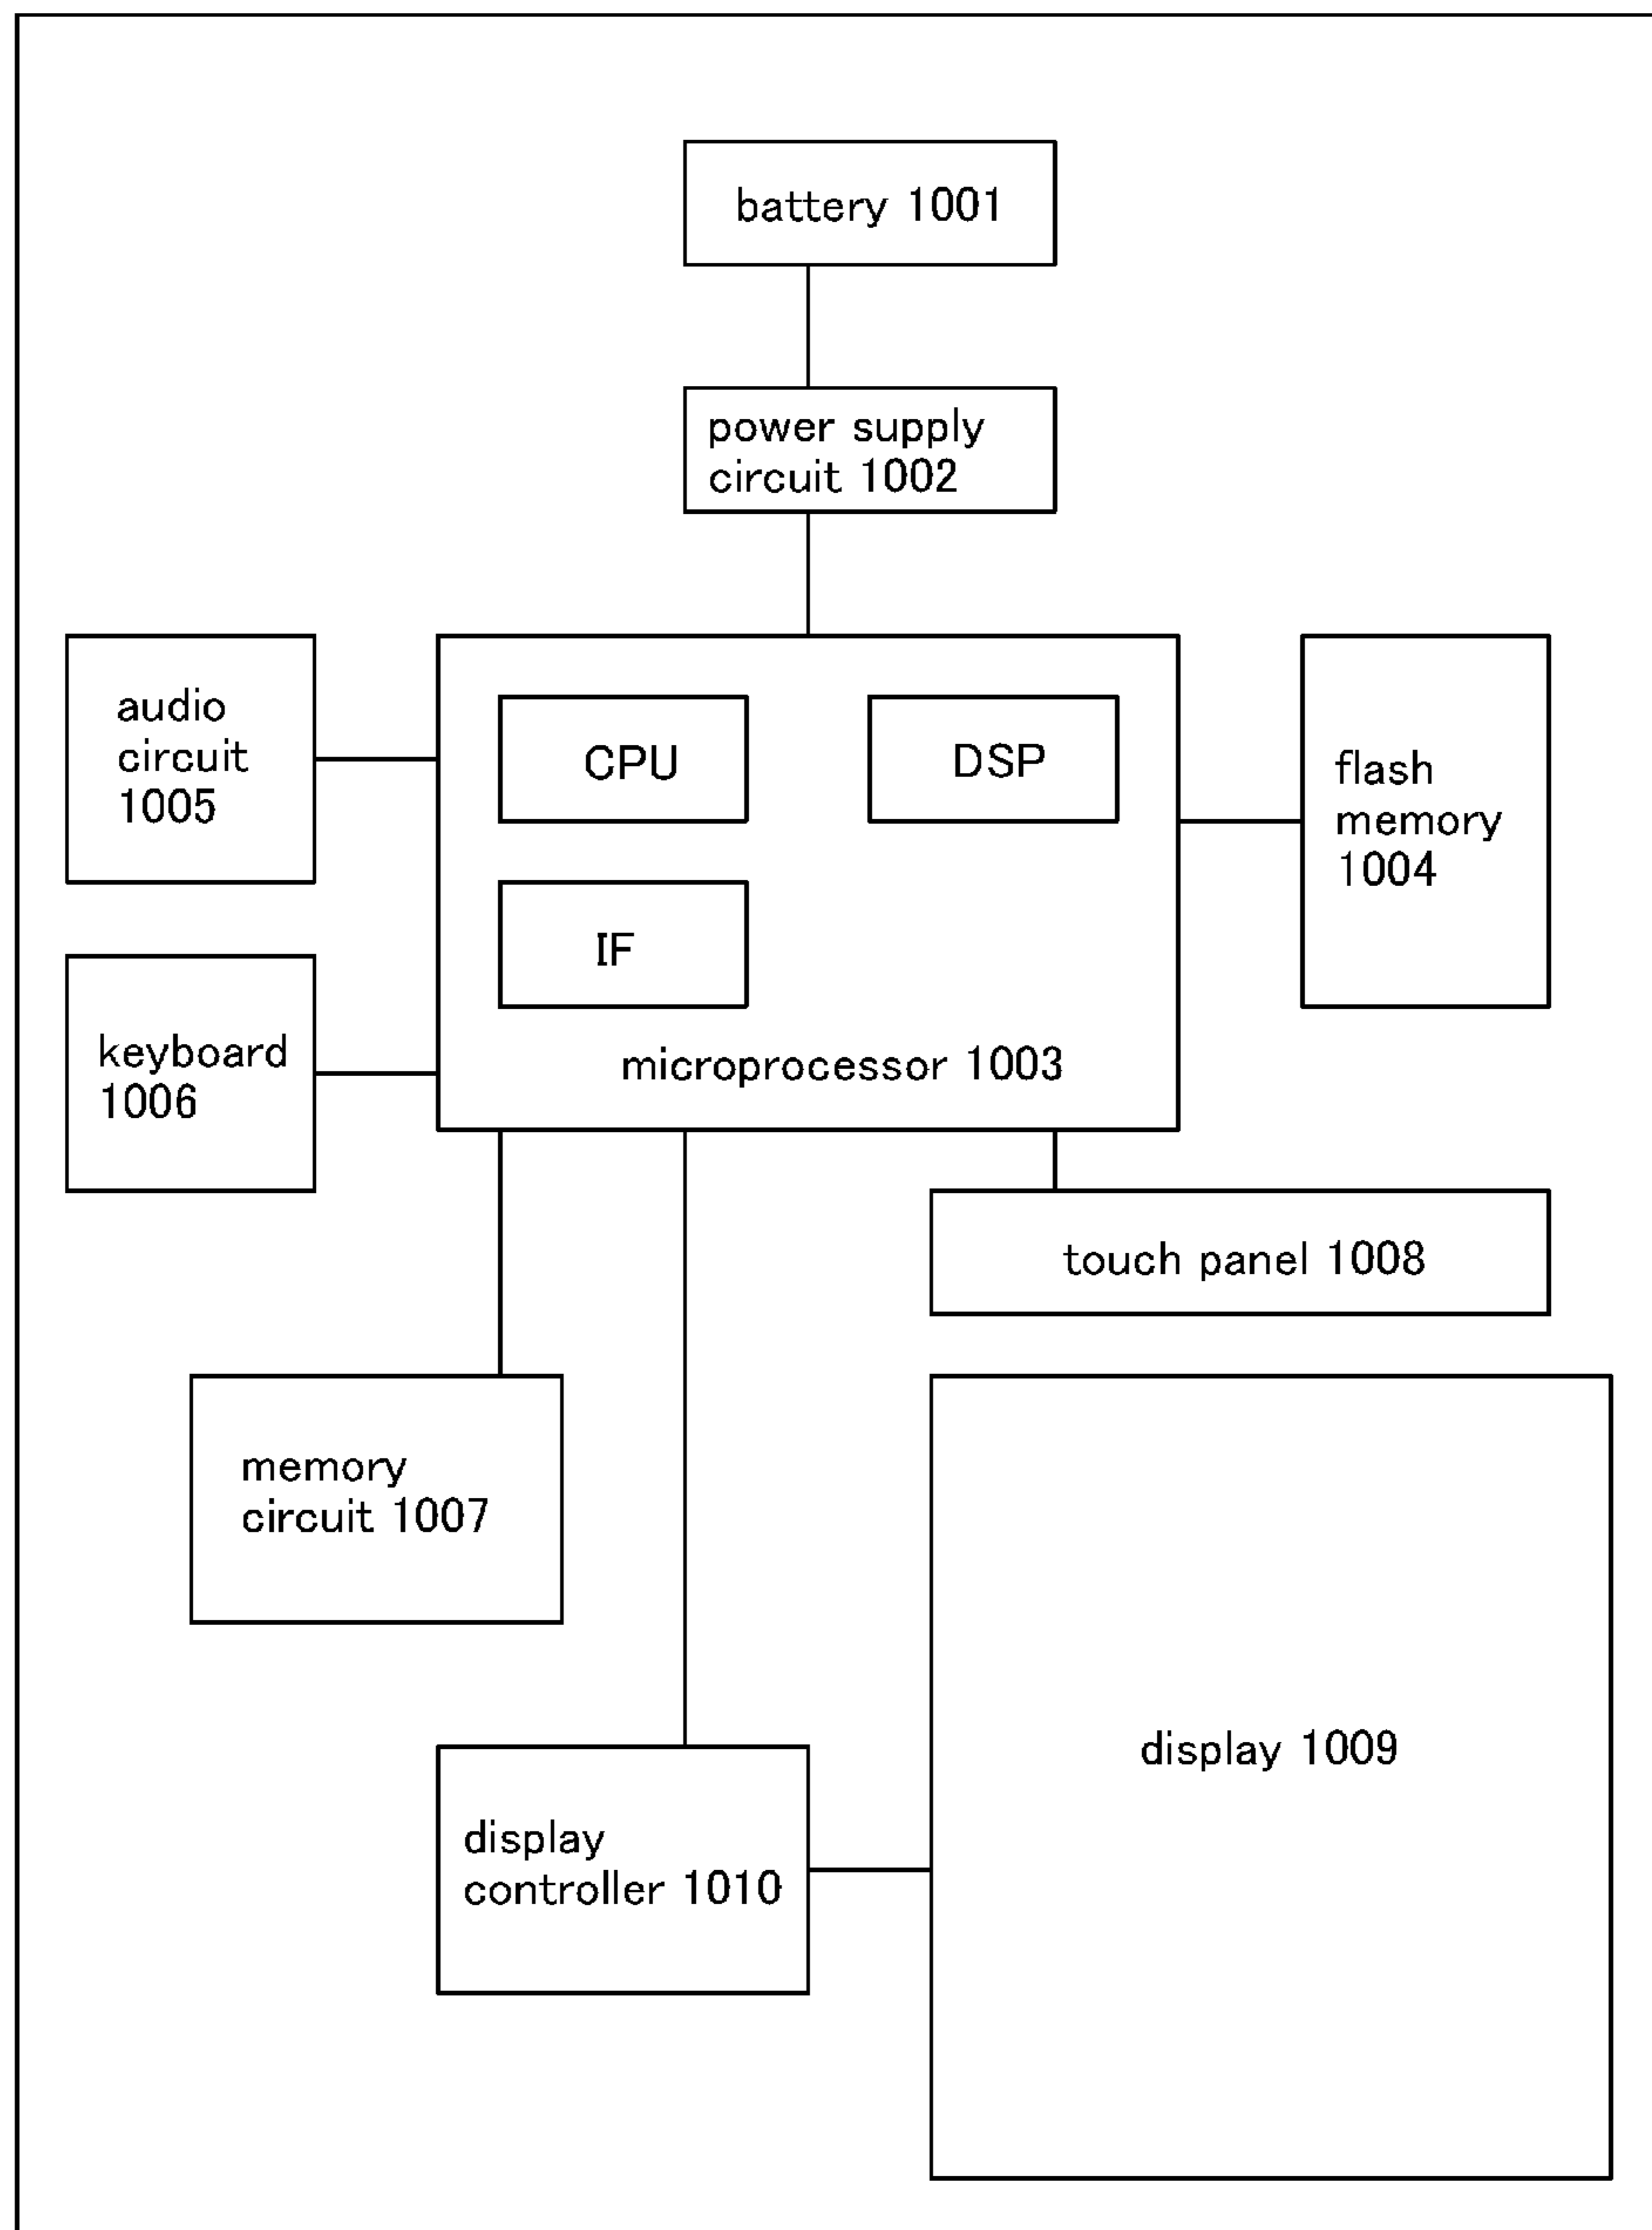 battery 1001
power supply
circuit 1002
audio
circuit
1005
CPU
DSP
flash
memory
1004
IF
keyboard
1006
microprocessor 1003
touch panel 1008
memory
circuit 1007
display 1009
display
controller 1010